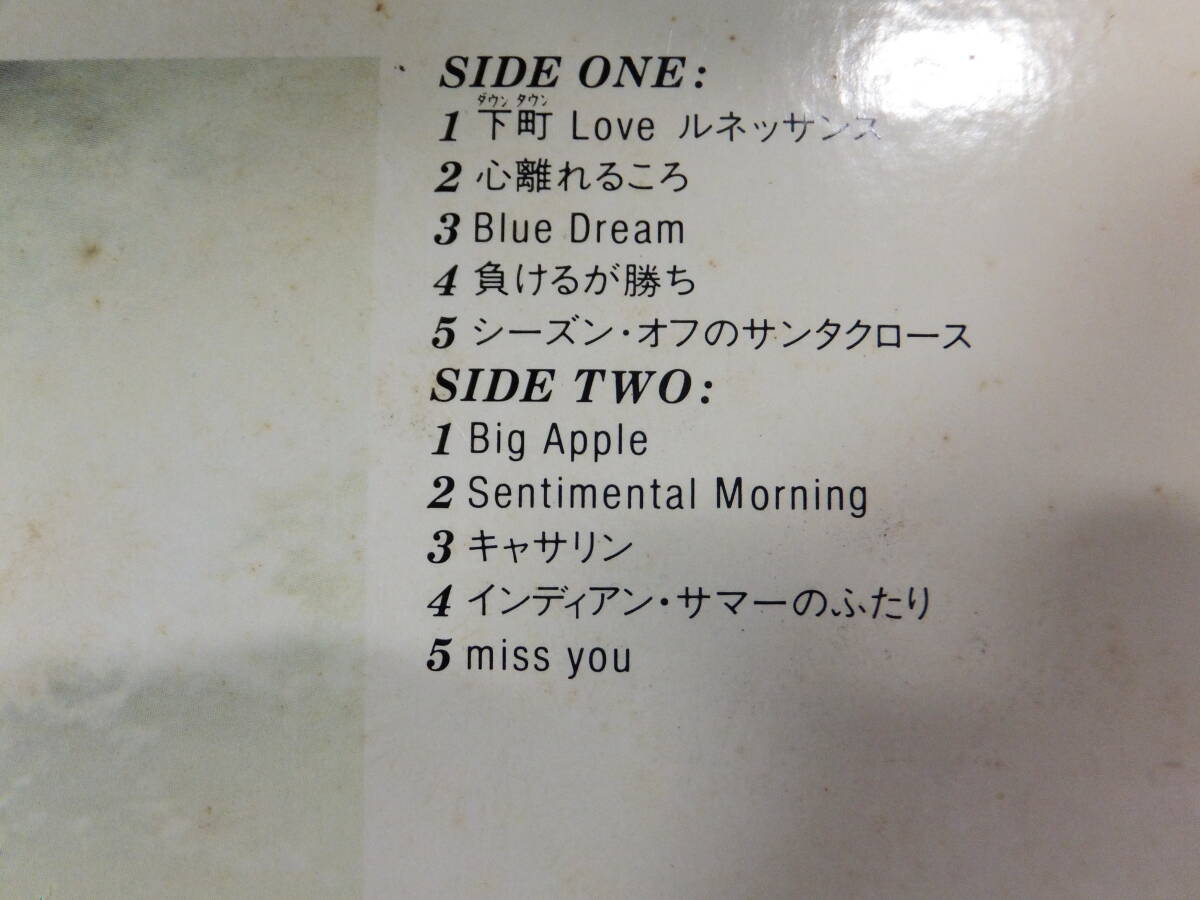 SIDE ONE:
ダウン タウン
1 下町 Love ルネッサンス
2 心離れるころ
3 Blue Dream
4 負けるが勝ち
5 シーズン・オフのサンタクロース
SIDE TWO:
1 Big Apple
2 Sentimental Morning
3 キャサリン
4 インディアン・サマーのふたり
5 miss you